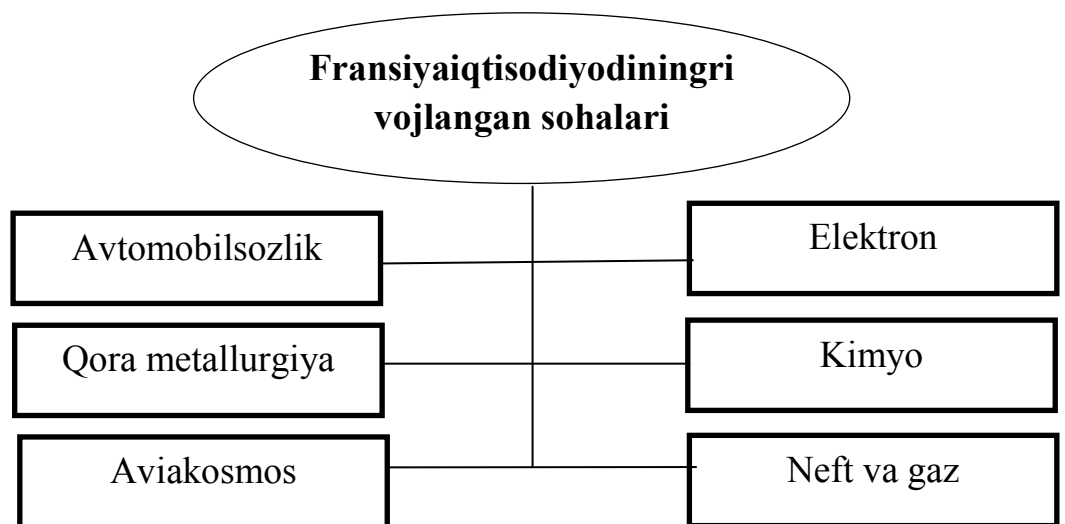 Fransiyaiqtisodiyodiningri
vojlangan sohalari
Avtomobilsozlik
Elektron
Qora metallurgiya
Kimyo
Aviakosmos
Neft va gaz